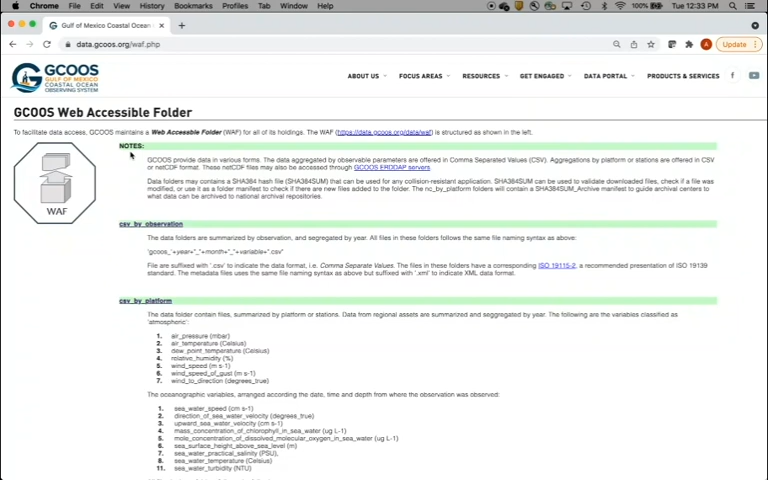 Chrome File Edit View History Bookmarks Profiles Tab Window Help 100% Tue 12:33 PM
Gulf of Mexico Coastal Ocean
data.gcoos.org/waf.php A Update
GCOOS
GULF OF MEXICO
COASTAL OCEAN
OBSERVING SYSTEM
ABOUT US FOCUS AREAS RESOURCES GET ENGAGED DATA PORTAL PRODUCTS & SERVICES
GCOOS Web Accessible Folder
To facilitate data access, GCOOS maintains a Web Accessble Folder (WAF) for all of its holdings. The WAF (https://data.gcoos.org/data/waf) is structured as shown in the left.
WAF
NOTES:
GCOOS provide data in various forms. The data aggregated by observable parameters are offered in Comma Separated Values (CSV). Aggregations by platform or stations are offered in CSV
or netCDF format. These netCDF files may also be accessed through GCOOS ERDDAP servers.
Data folders may contains a SHA384 hash file (SHA384SUM) that can be used for any collision-resistant application. SHA384SUM can be used to validate downloaded files, check if a file was
modified, or use it as a folder manifest to check if there are new files added to the folder. The nc_by_platform folders will contain a SHA384SUM_Archive manifest to guide archival centers to
what data can be archived to national archival repositories.
csv_by_observation
The data folders are summarized by observation, and segregated by year. All files in these folders follows the same file naming syntax as above:
'gcoos_'+year+"_"+month+"_"+variable+".csv"
File are suffixed with '.csv' to indicate the data format, i.e. Comma Separate Values. The files in these folders have a corresponding ISO 19115-2, a recommended presentation of ISO 19139
standard. The metadata files uses the same file naming syntax as above but suffixed with '.xml' to indicate XML data format.
csv_by_platform
The data folder contain files, summarized by platform or stations. Data from regional assets are summarized and seggregated by year. The following are the variables classified as
'atmospheric':
1. air_pressure (mbar)
2. air_temperature (Celsius)
3. dew_point_temperature (Celsius)
4. relative_humidity (%)
5. wind_speed (m s-1)
6. wind_speed_of_gust (m s-1)
7. wind_to_direction (degrees_true)
The oceanographic variables, arranged according the date, time and depth from where the observation was observed:
1. sea_water_speed (cm s-1)
2. direction_of_sea_water_velocity (degrees_true)
3. upward_sea_water_velocity (cm s-1)
4. mass_concentration_of_chlorophyll_in_sea_water (ug L-1)
5. mole_concentration_of_dissolved_molecular_oxygen_in_sea_water (ug L-1)
6. sea_surface_height_above_sea_level (m)
7. sea_water_practical_salinity (PSU),
8. sea_water_temperature (Celsius)
11. sea_water_turbidity (NTU)